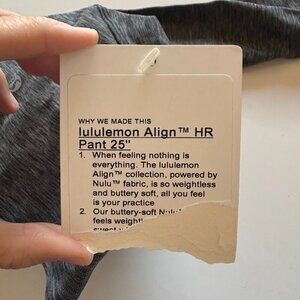 WHY WE MADE THIS
lululemon Align™ HR
Pant 25"
1. When feeling nothing is
everything. The lululemon
Align™ collection, powered by
Nulu™ fabric, is so weightless
and buttery soft, all you feel
is your practice
2. Our buttery-soft Nulu
feels weightl